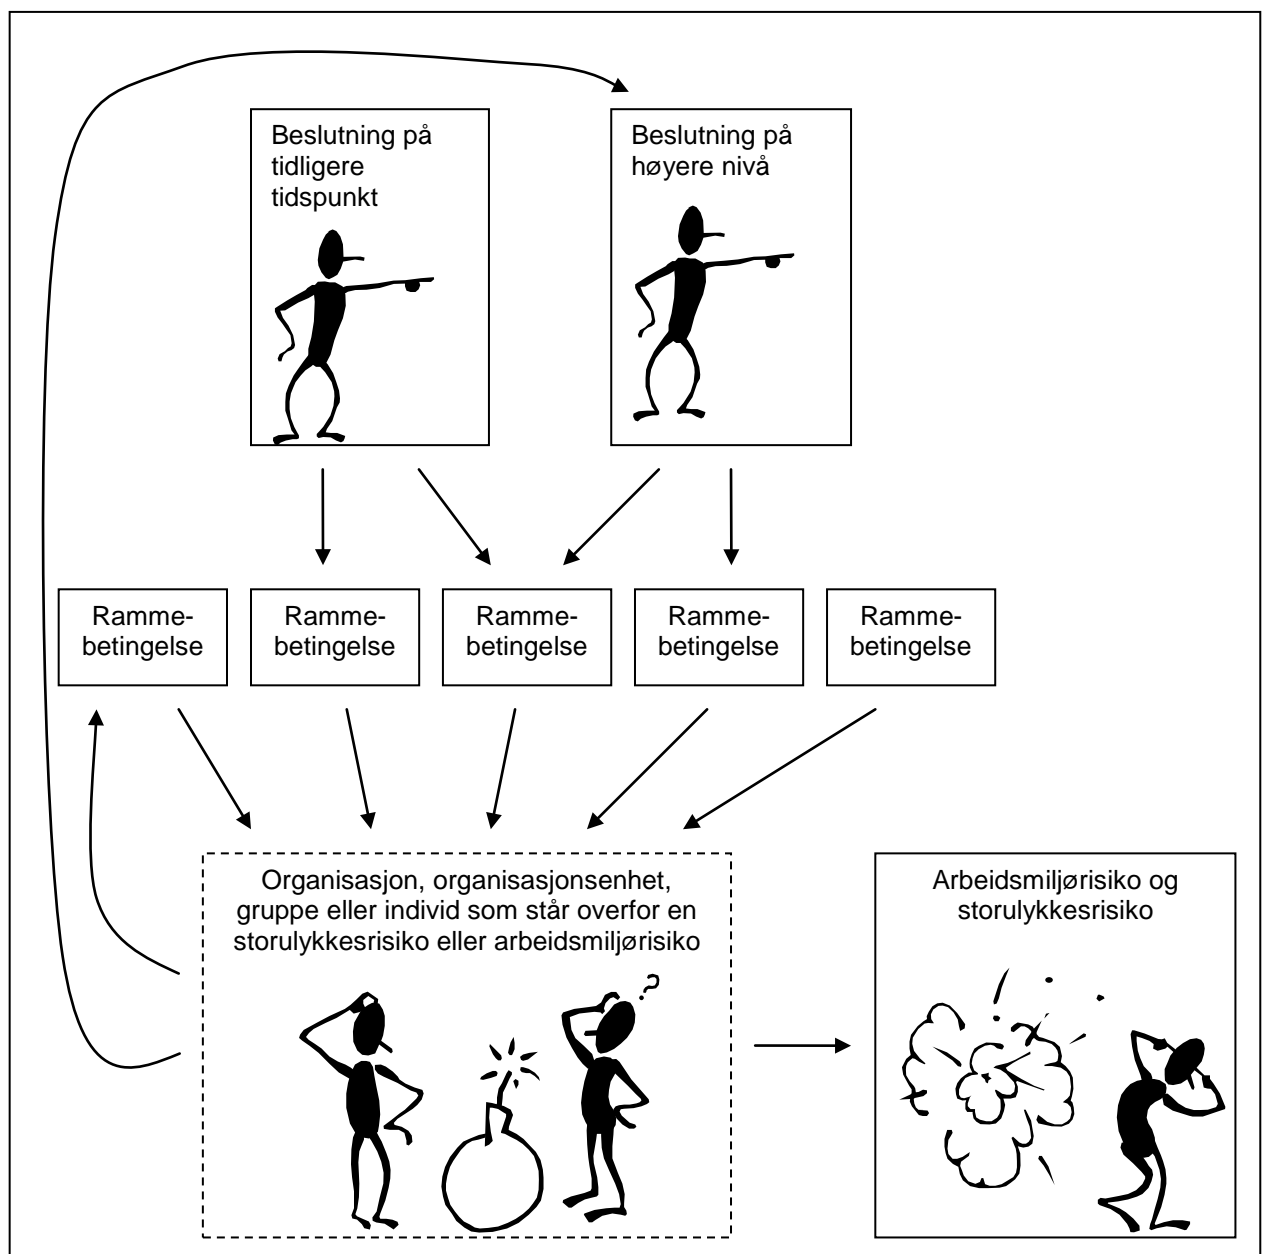 Beslutning på
tidligere
tidspunkt
Beslutning på
høyere nivå
Ramme-
betingelse
Ramme-
betingelse
Ramme-
betingelse
Ramme-
betingelse
Ramme-
betingelse
Organisasjon, organisasjonsenhet,
gruppe eller individ som står overfor en
storulykkesrisiko eller arbeidsmiljørisiko
?
Arbeidsmiljørisiko og
storulykkesrisiko